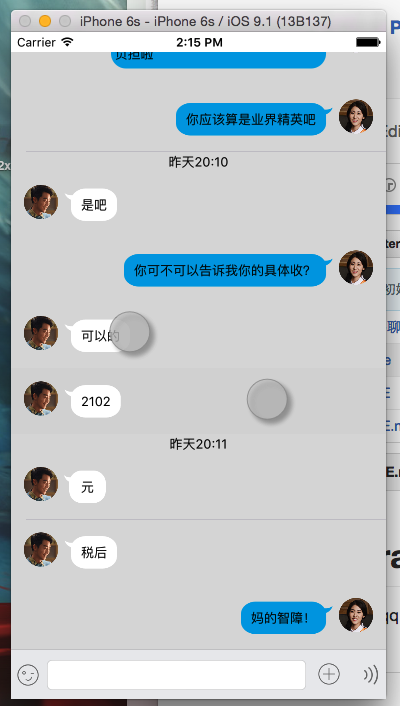 iPhone 6s - iPhone 6s / iOS 9.1 (13B137)
Carrier 2:15 PM
负担啦
你应该算是业界精英吧
昨天20:10
是吧
你可不可以告诉我你的具体收?
可以的
2102
昨天20:11
元
税后
妈的智障!
2x